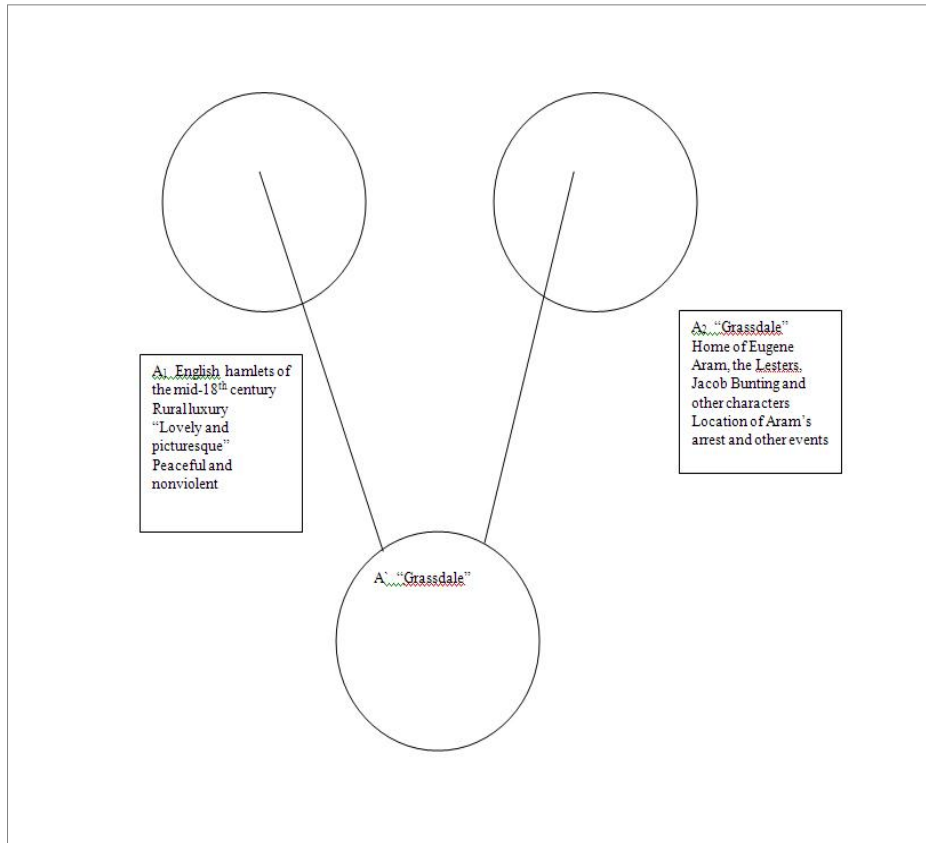 A1 English hamlets of
the mid-18th century
Rural luxury
“Lovely and
picturesque”
Peaceful and
nonviolent
A2 “Grassdale”
Home of Eugene
Aram, the Lesters,
Jacob Bunting and
other characters
Location of Aram’s
arrest and other events
A` “Grassdale”